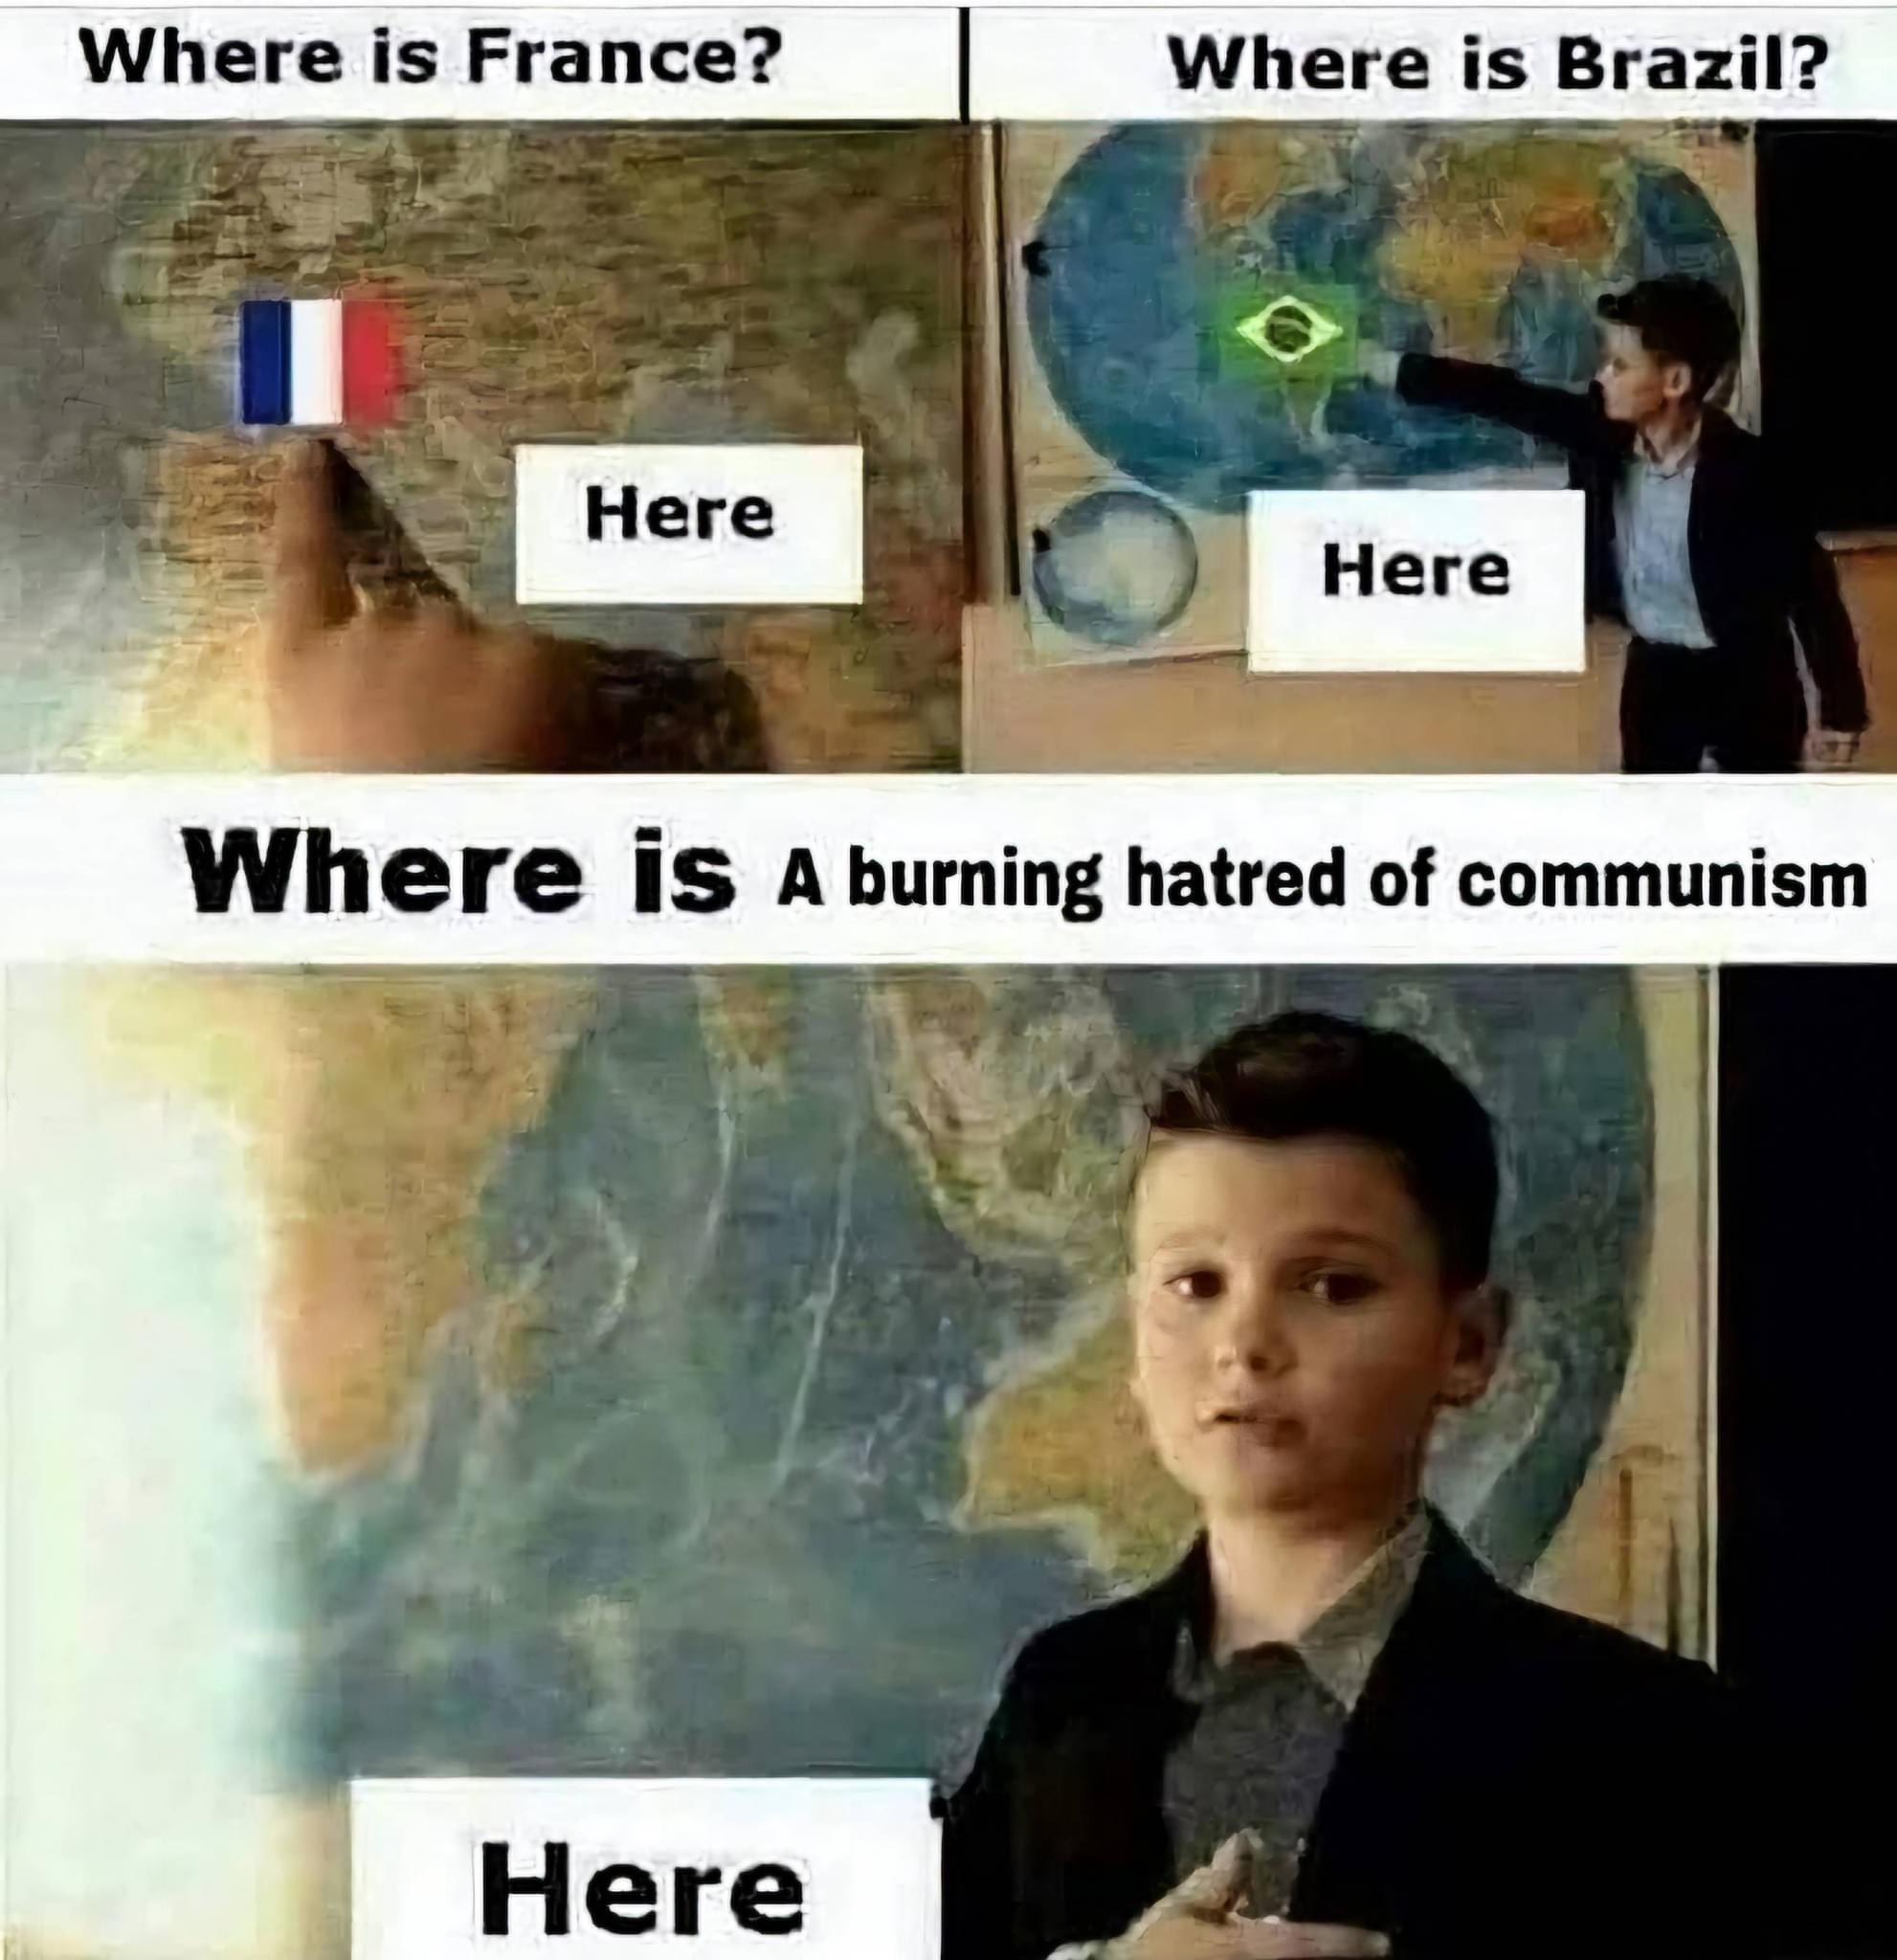 Where is France?
Where is Brazil?
Here
Here
Where is A burning hatred of communism
Here